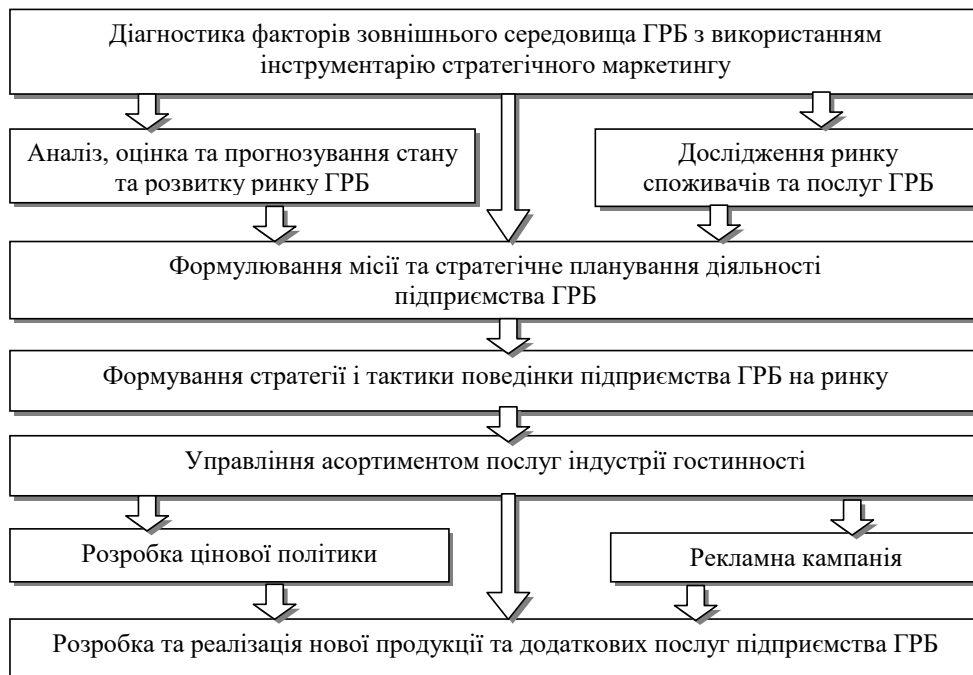 Діагностика факторів зовнішнього середовища ГРБ з використанням
інструментарію стратегічного маркетингу
Аналіз, оцінка та прогнозування стану
та розвитку ринку ГРБ
Дослідження ринку
споживачів та послуг ГРБ
Формулювання місії та стратегічне планування діяльності
підприємства ГРБ
Формування стратегії і тактики поведінки підприємства ГРБ на ринку
Управління асортиментом послуг індустрії гостинності
Розробка цінової політики
Рекламна кампанія
Розробка та реалізація нової продукції та додаткових послуг підприємства ГРБ